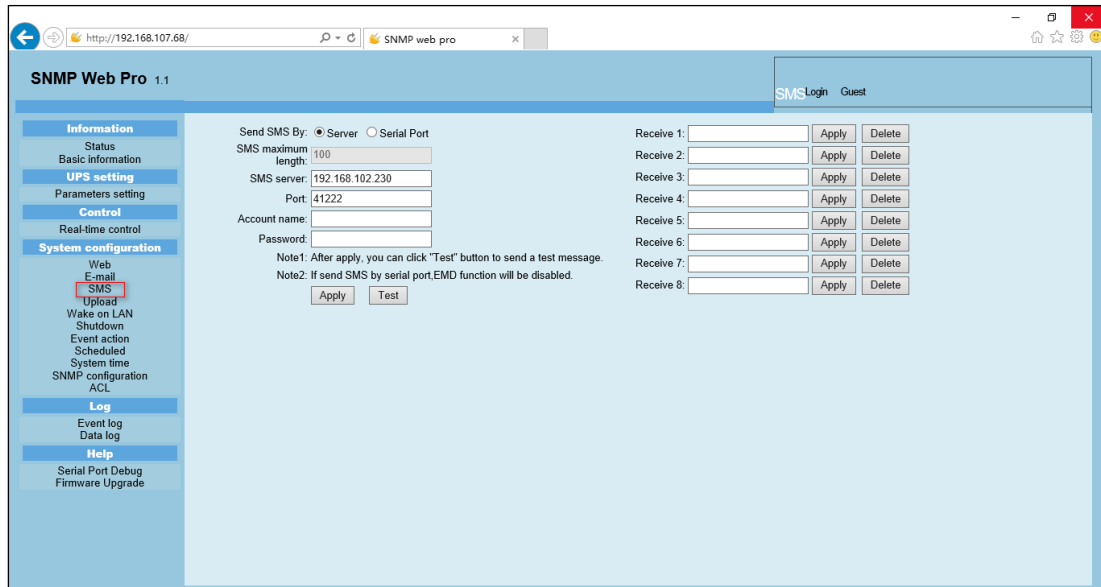 http://192.168.107.68/
SNMP web pro
SNMP Web Pro 1.1
SMS Login Guest
Information
Status
Basic information
UPS setting
Parameters setting
Control
Real-time control
System configuration
Web
E-mail
SMS
Upload
Wake on LAN
Shutdown
Event action
Scheduled
System time
SNMP configuration
ACL
Log
Event log
Data log
Help
Serial Port Debug
Firmware Upgrade
Send SMS By: Server Serial Port
SMS maximum
length: 100
SMS server: 192.168.102.230
Port: 41222
Account name:
Password:
Note1: After apply, you can click "Test" button to send a test message.
Note2: If send SMS by serial port,EMD function will be disabled.
Apply Test
Receive 1: Apply Delete
Receive 2: Apply Delete
Receive 3: Apply Delete
Receive 4: Apply Delete
Receive 5: Apply Delete
Receive 6: Apply Delete
Receive 7: Apply Delete
Receive 8: Apply Delete